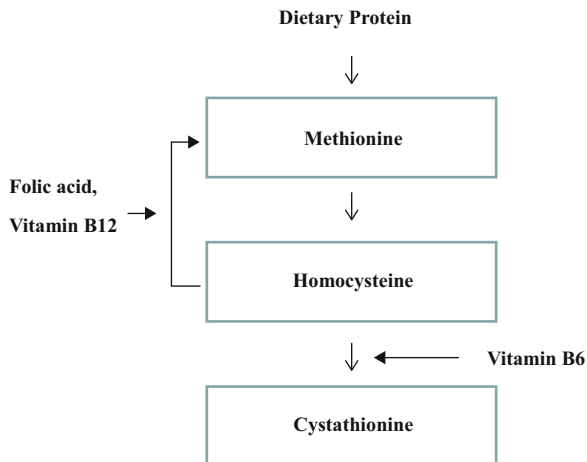 Dietary Protein
Methionine
Folic acid,
Vitamin B12
Homocysteine
Vitamin B6
Cystathionine